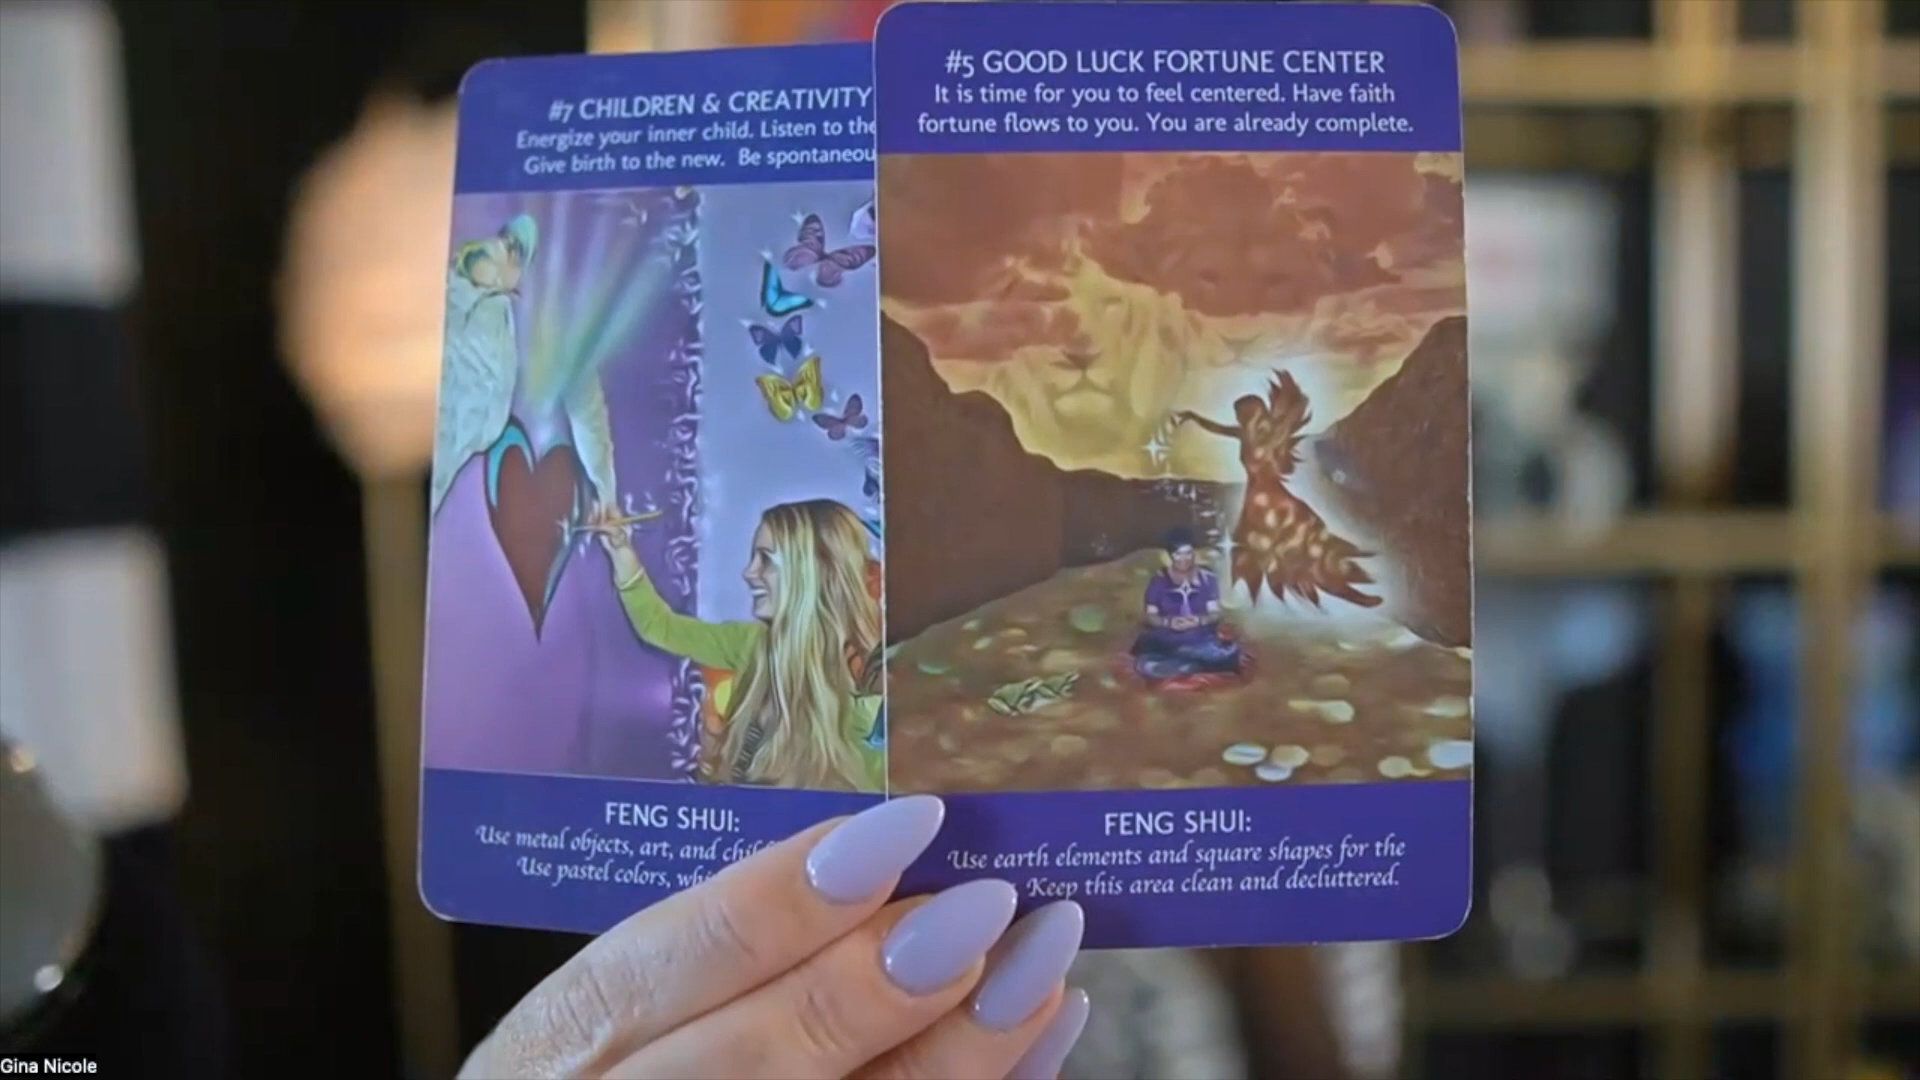 #7 CHILDREN & CREATIVITY
Energize your inner child. Listen to the
Give birth to the new. Be spontaneou
FENG SHUI:
Use metal objects, art, and chil
Use pastel colors, whi
#5 GOOD LUCK FORTUNE CENTER
It is time for you to feel centered. Have faith
fortune flows to you. You are already complete.
FENG SHUI:
Use earth elements and square shapes for the
Keep this area clean and decluttered.
Gina Nicole